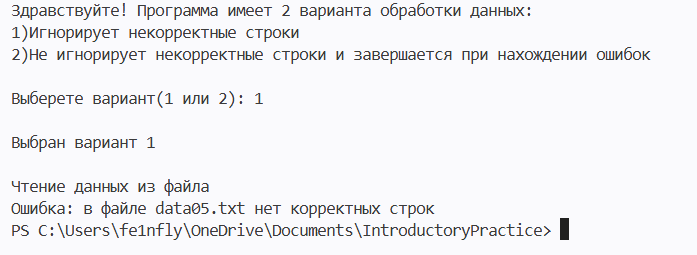 Здравствуйте! Программа имеет 2 варианта обработки данных:
1)Игнорирует некорректные строки
2)Не игнорирует некорректные строки и завершается при нахождении ошибок
Выберете вариант(1 или 2): 1
Выбран вариант 1
Чтение данных из файла
Ошибка: в файле data05.txt нет корректных строк
PS C:\Users\fe1nfly\OneDrive\Documents\IntroductoryPractice>